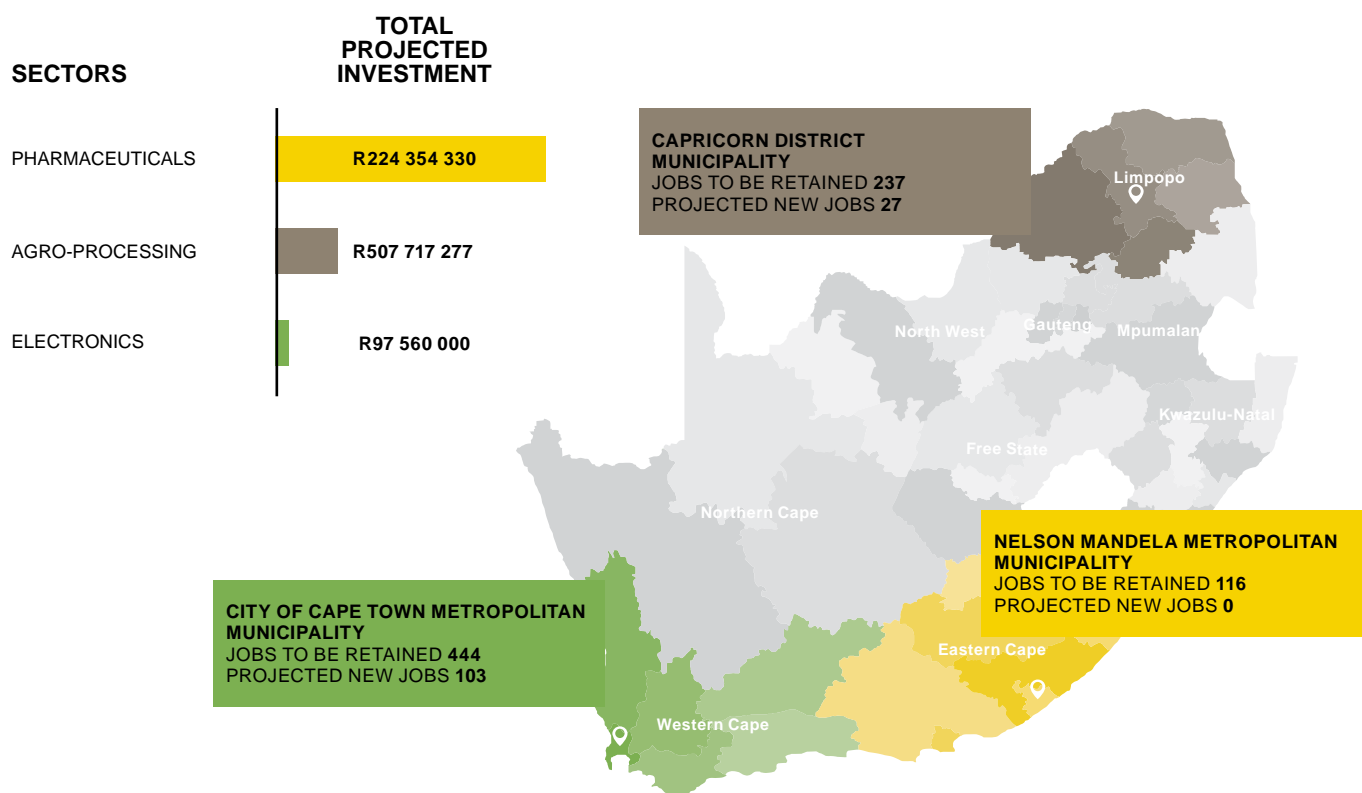 SECTORS
TOTAL
PROJECTED
INVESTMENT
PHARMACEUTICALS
R224 354 330
AGRO-PROCESSING
R507 717 277
ELECTRONICS
R97 560 000
CAPRICORN DISTRICT
MUNICIPALITY
JOBS TO BE RETAINED 237
PROJECTED NEW JOBS 27
Limpopo
North West
Gauteng
Mpumalan
Kwazulu-Natal
Free State
Northern Cape
NELSON MANDELA METROPOLITAN
MUNICIPALITY
JOBS TO BE RETAINED 116
PROJECTED NEW JOBS 0
CITY OF CAPE TOWN METROPOLITAN
MUNICIPALITY
JOBS TO BE RETAINED 444
PROJECTED NEW JOBS 103
Eastern Cape
Western Cape